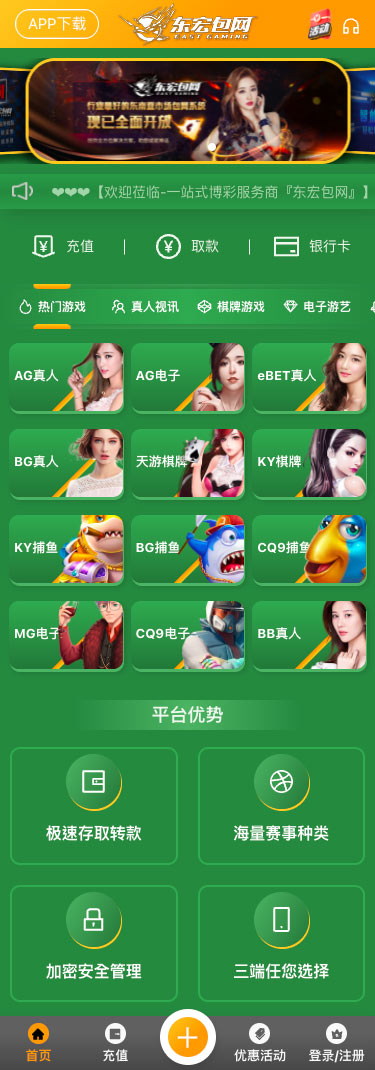 APP下载
东宏包网
EAST GAMING
活动
东宏包网
行业最好的东南亚市场包网系统
现已全面开放
❤❤❤【欢迎莅临-一站式博彩服务商『东宏包网』】
充值
取款
银行卡
热门游戏
真人视讯
棋牌游戏
电子游艺
AG真人
AG电子
eBET真人
BG真人
天游棋牌
KY棋牌
KY捕鱼
BG捕鱼
CQ9捕鱼
MG电子
CQ9电子
BB真人
平台优势
极速存取转款
海量赛事种类
加密安全管理
三端任您选择
首页
充值
优惠活动
登录/注册